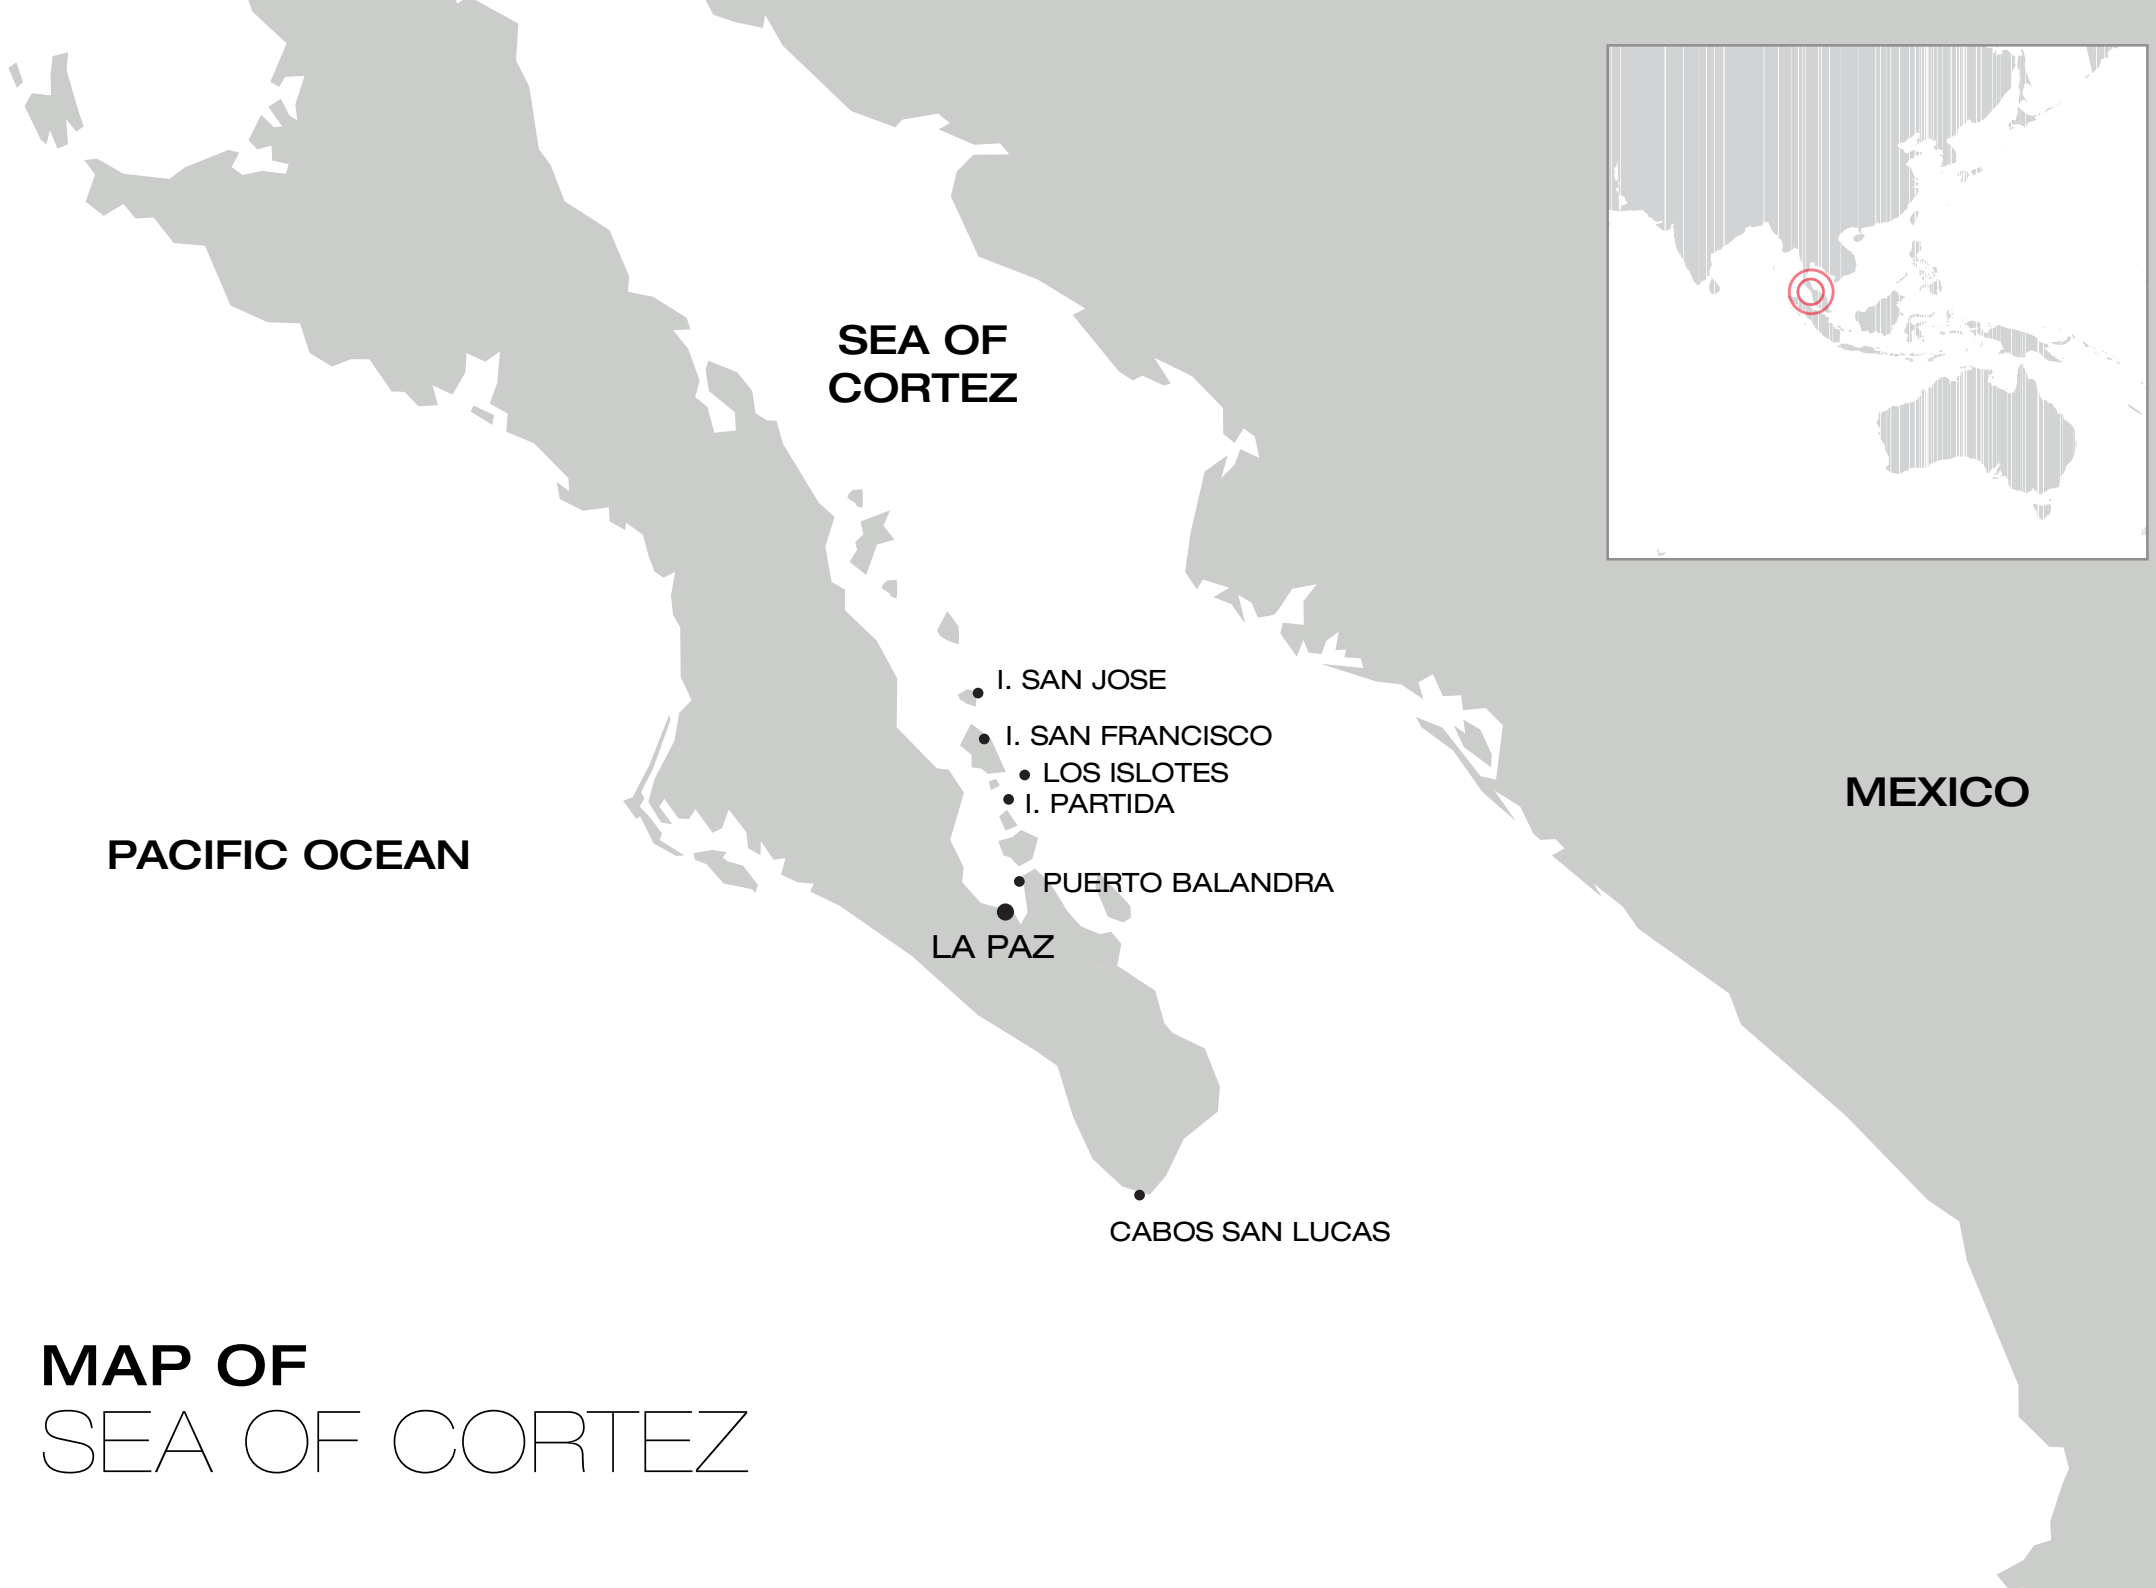 SEA OF
CORTEZ
I. SAN JOSE
I. SAN FRANCISCO
LOS ISLOTES
I. PARTIDA
MEXICO
PACIFIC OCEAN
PUERTO BALANDRA
LA PAZ
CABOS SAN LUCAS
MAP OF
SEA OF CORTEZ